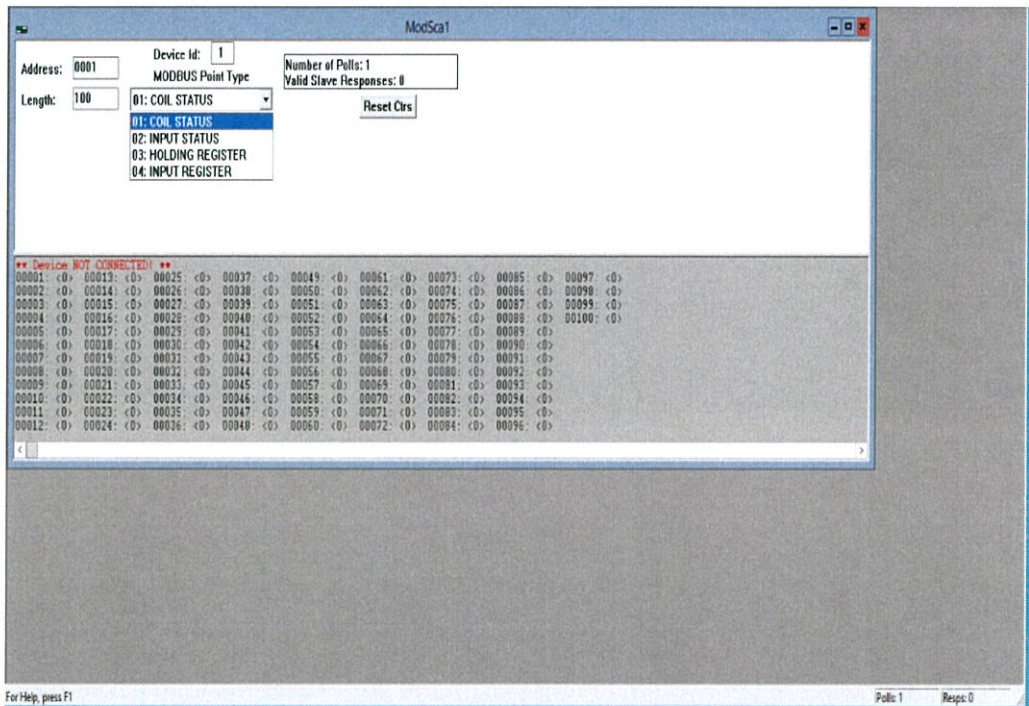 ModSca1
Device Id: 1
Address: 0001
MODBUS Point Type
Number of Polls: 1
Valid Slave Responses: 0
Length: 100
01: COIL STATUS
Reset Ctrs
01: COIL STATUS
02: INPUT STATUS
03: HOLDING REGISTER
04: INPUT REGISTER
** Device NOT CONNECTED! **
00001: <0> 00013: <0> 00025: <0> 00037: <0> 00049: <0> 00061: <0> 00073: <0> 00085: <0> 00097: <0>
00002: <0> 00014: <0> 00026: <0> 00038: <0> 00050: <0> 00062: <0> 00074: <0> 00086: <0> 00098: <0>
00003: <0> 00015: <0> 00027: <0> 00039: <0> 00051: <0> 00063: <0> 00075: <0> 00087: <0> 00099: <0>
00004: <0> 00016: <0> 00028: <0> 00040: <0> 00052: <0> 00064: <0> 00076: <0> 00088: <0> 00100: <0>
00005: <0> 00017: <0> 00029: <0> 00041: <0> 00053: <0> 00065: <0> 00077: <0> 00089: <0>
00006: <0> 00018: <0> 00030: <0> 00042: <0> 00054: <0> 00066: <0> 00078: <0> 00090: <0>
00007: <0> 00019: <0> 00031: <0> 00043: <0> 00055: <0> 00067: <0> 00079: <0> 00091: <0>
00008: <0> 00020: <0> 00032: <0> 00044: <0> 00056: <0> 00068: <0> 00080: <0> 00092: <0>
00009: <0> 00021: <0> 00033: <0> 00045: <0> 00057: <0> 00069: <0> 00081: <0> 00093: <0>
00010: <0> 00022: <0> 00034: <0> 00046: <0> 00058: <0> 00070: <0> 00082: <0> 00094: <0>
00011: <0> 00023: <0> 00035: <0> 00047: <0> 00059: <0> 00071: <0> 00083: <0> 00095: <0>
00012: <0> 00024: <0> 00036: <0> 00048: <0> 00060: <0> 00072: <0> 00084: <0> 00096: <0>
For Help, press F1
Polls: 1
Resps: 0